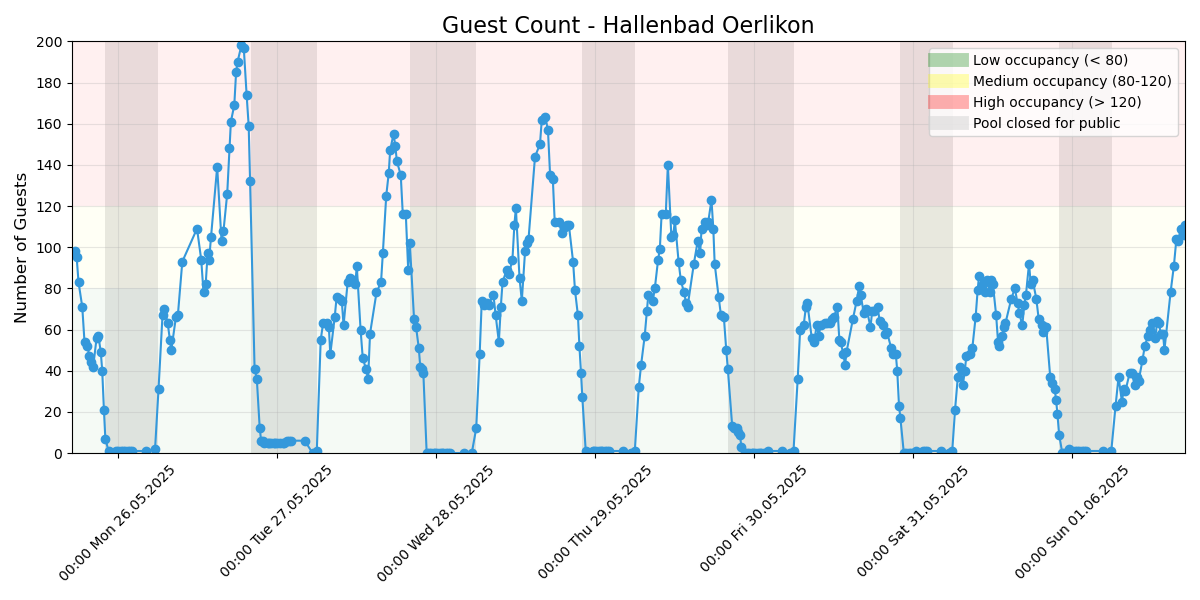 Guest Count - Hallenbad Oerlikon
Number of Guests
200
180
160
140
120
100
80
60
40
20
0
Low occupancy (< 80)
Medium occupancy (80-120)
High occupancy (> 120)
Pool closed for public
00:00 Mon 26.05.2025
00:00 Tue 27.05.2025
00:00 Wed 28.05.2025
00:00 Thu 29.05.2025
00:00 Fri 30.05.2025
00:00 Sat 31.05.2025
00:00 Sun 01.06.2025